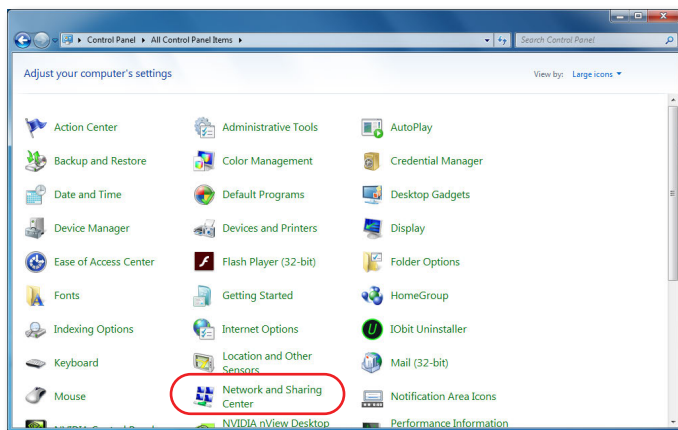 Control Panel ▸ All Control Panel Items ▸
Search Control Panel
Adjust your computer's settings
View by: Large icons
Action Center
Administrative Tools
AutoPlay
Backup and Restore
Color Management
Credential Manager
Date and Time
Default Programs
Desktop Gadgets
Device Manager
Devices and Printers
Display
Ease of Access Center
Flash Player (32-bit)
Folder Options
Fonts
Getting Started
HomeGroup
Indexing Options
Internet Options
IObit Uninstaller
Keyboard
Location and Other
Sensors
Mail (32-bit)
Mouse
Network and Sharing
Center
Notification Area Icons
NVIDIA Control Panel
NVIDIA nView Desktop
Performance Information